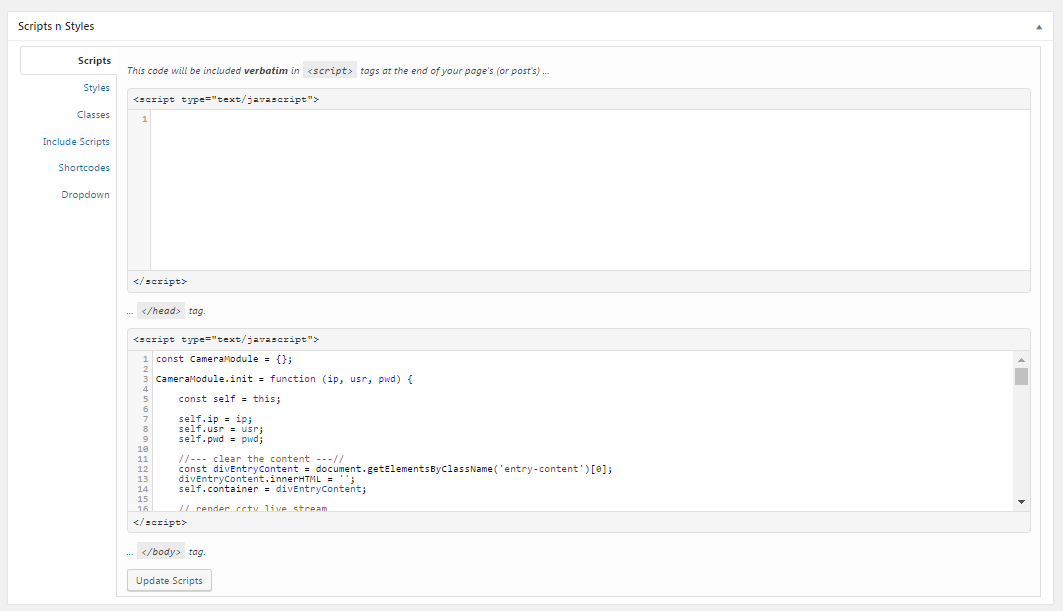 Scripts n Styles
Scripts
Styles
Classes
Include Scripts
Shortcodes
Dropdown
This code will be included verbatim in <script> tags at the end of your page's (or post's) ...
<script type="text/javascript">
1
</script>
... </head> tag.
<script type="text/javascript">
1 const CameraModule = {};
2
3 CameraModule.init = function (ip, usr, pwd) {
4
5 const self = this;
6
7 self.ip = ip;
8 self.usr = usr;
9 self.pwd = pwd;
10
11 //--- clear the content ---//
12 const divEntryContent = document.getElementsByClassName('entry-content')[0];
13 divEntryContent.innerHTML = '';
14 self.container = divEntryContent;
15
16 // render cctv live stream
</script>
... </body> tag.
Update Scripts